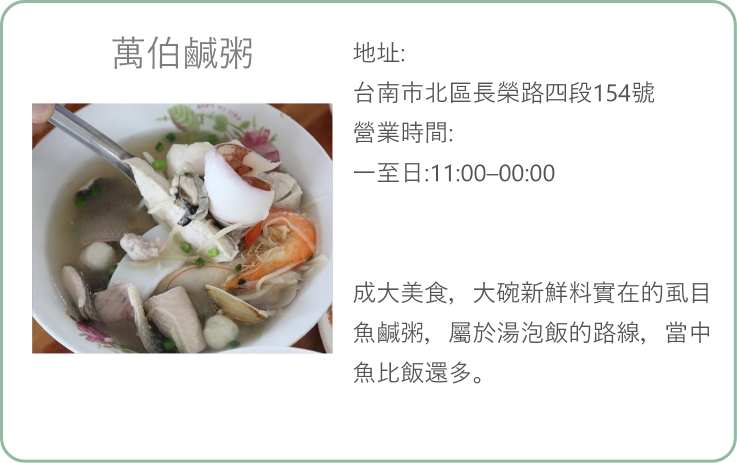 萬伯鹹粥
地址:
台南市北區長榮路四段154號
營業時間:
一至日:11:00–00:00
成大美食，大碗新鮮料實在的虱目
魚鹹粥，屬於湯泡飯的路線，當中
魚比飯還多。